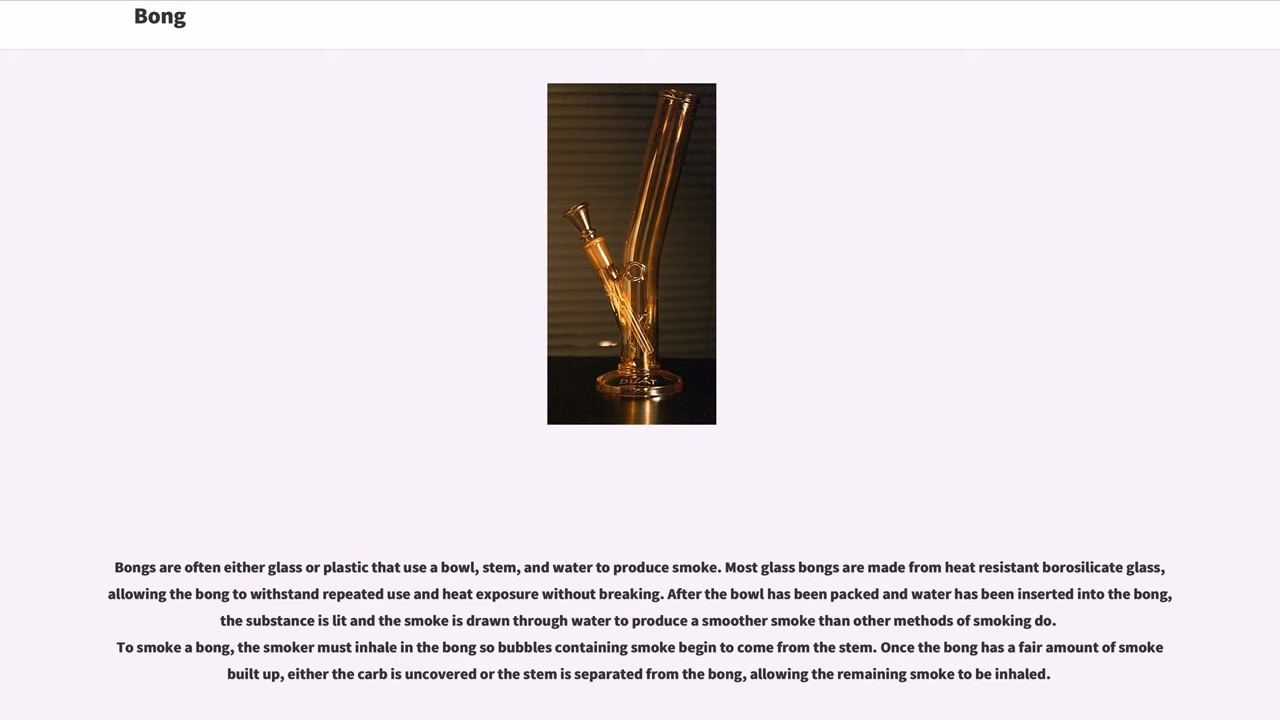 Bong
Bongs are often either glass or plastic that use a bowl, stem, and water to produce smoke. Most glass bongs are made from heat resistant borosilicate glass,
allowing the bong to withstand repeated use and heat exposure without breaking. After the bowl has been packed and water has been inserted into the bong,
the substance is lit and the smoke is drawn through water to produce a smoother smoke than other methods of smoking do.
To smoke a bong, the smoker must inhale in the bong so bubbles containing smoke begin to come from the stem. Once the bong has a fair amount of smoke
built up, either the carb is uncovered or the stem is separated from the bong, allowing the remaining smoke to be inhaled.